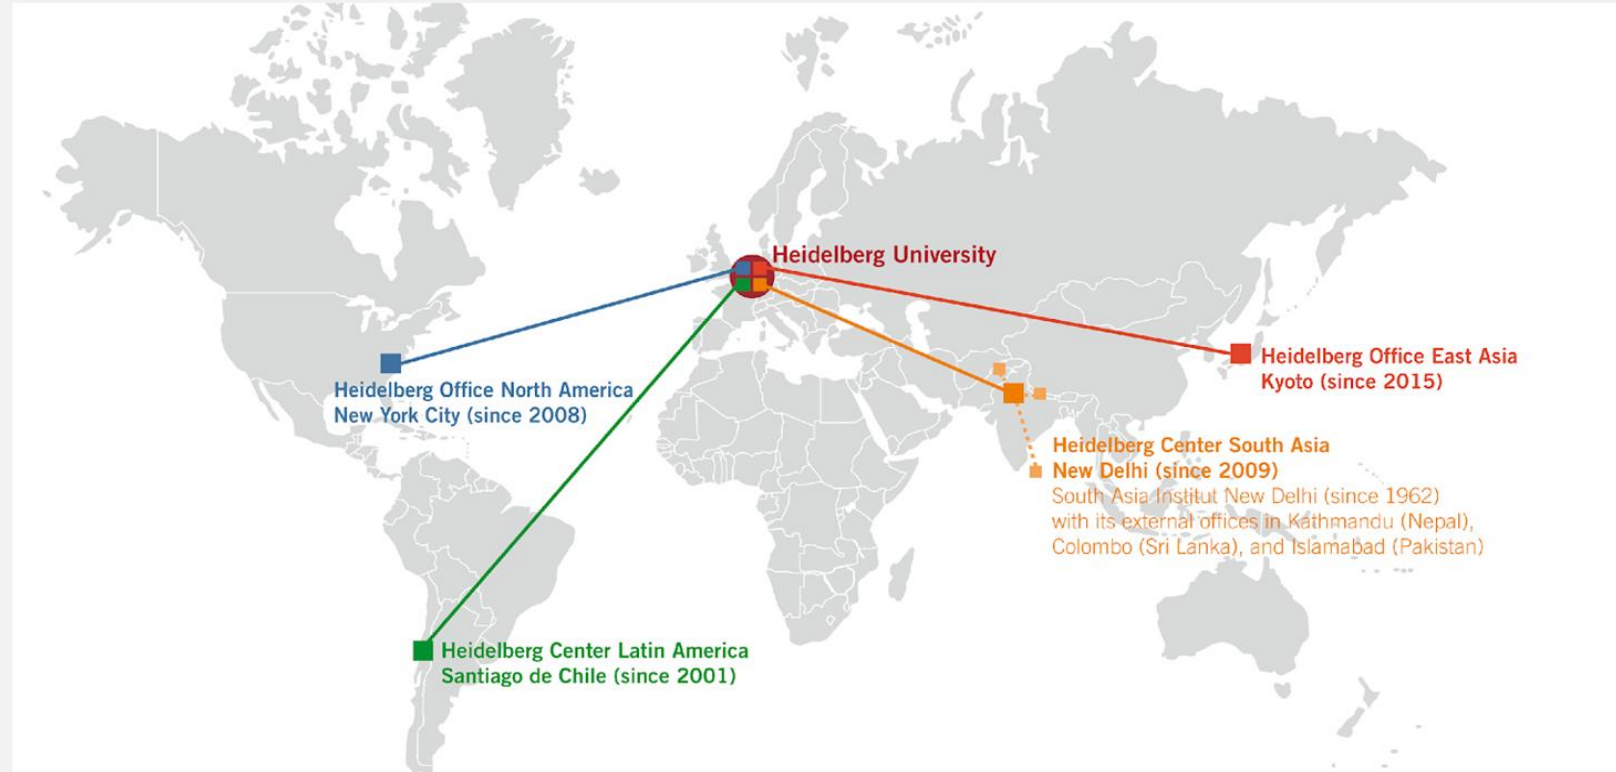 Heidelberg University
Heidelberg Office North America
New York City (since 2008)
Heidelberg Office East Asia
Kyoto (since 2015)
Heidelberg Center South Asia
New Delhi (since 2009)
South Asia Institut New Delhi (since 1962)
with its external offices in Kathmandu (Nepal),
Colombo (Sri Lanka), and Islamabad (Pakistan)
Heidelberg Center Latin America
Santiago de Chile (since 2001)